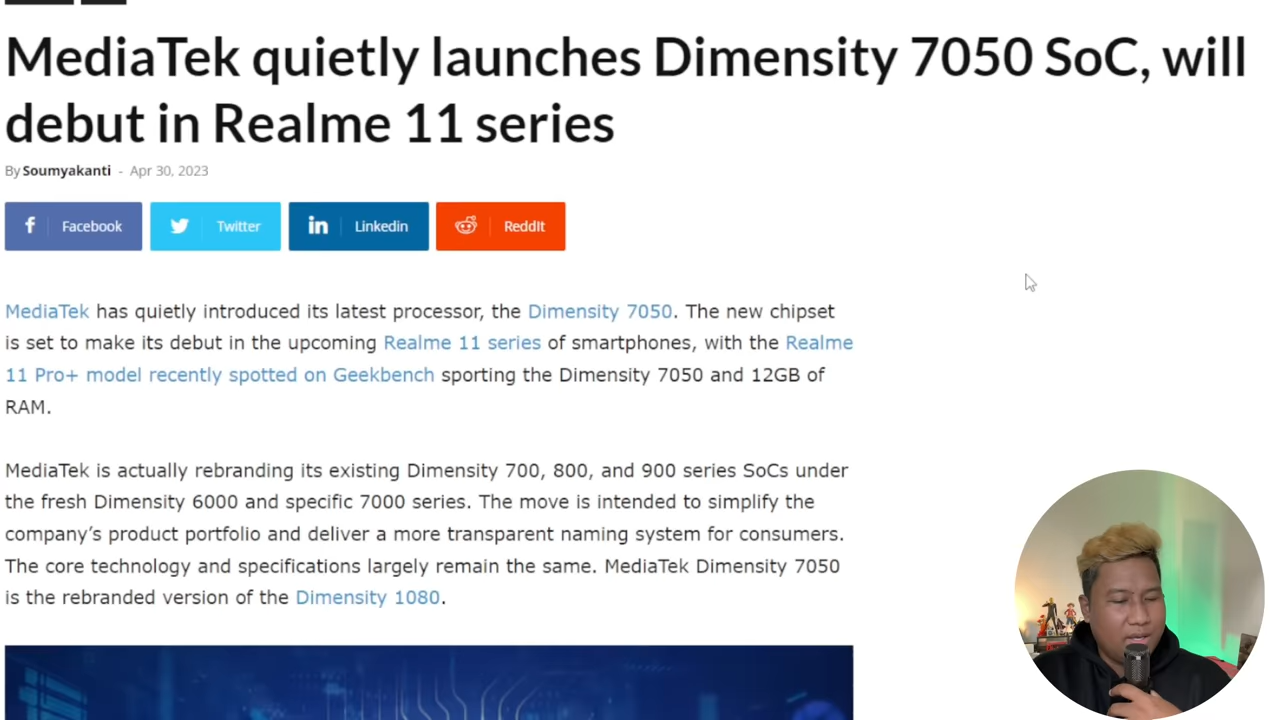 MediaTek quietly launches Dimensity 7050 SoC, will
debut in Realme 11 series
By Soumyakanti - Apr 30, 2023
Facebook
Twitter
Linkedin
ReddIt
MediaTek has quietly introduced its latest processor, the Dimensity 7050. The new chipset
is set to make its debut in the upcoming Realme 11 series of smartphones, with the Realme
11 Pro+ model recently spotted on Geekbench sporting the Dimensity 7050 and 12GB of
RAM.
MediaTek is actually rebranding its existing Dimensity 700, 800, and 900 series SoCs under
the fresh Dimensity 6000 and specific 7000 series. The move is intended to simplify the
company’s product portfolio and deliver a more transparent naming system for consumers.
The core technology and specifications largely remain the same. MediaTek Dimensity 7050
is the rebranded version of the Dimensity 1080.